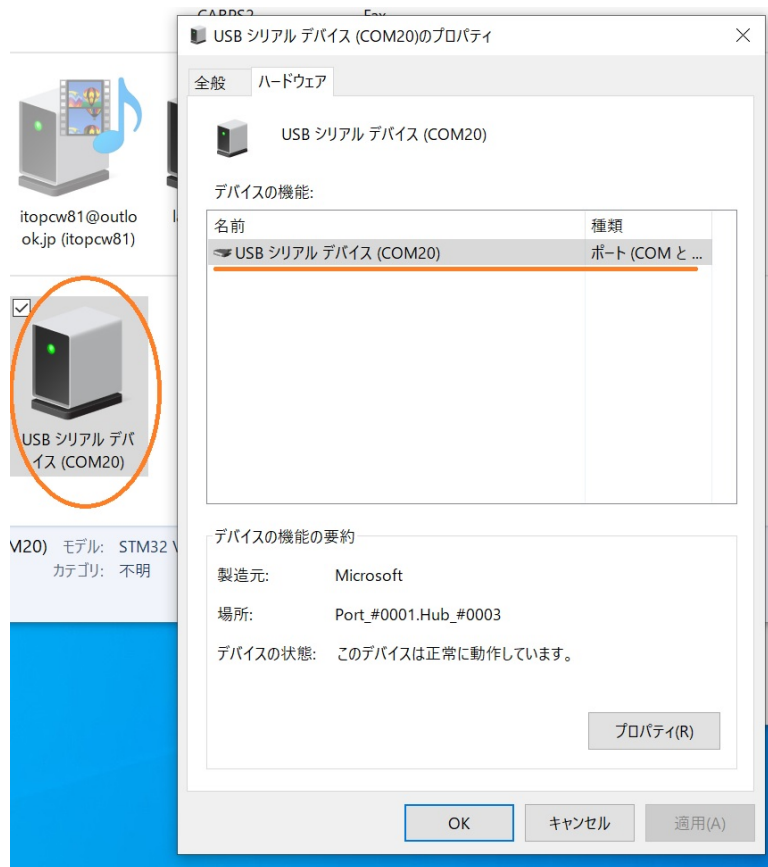 USB シリアル デバイス (COM20)のプロパティ
全般
ハードウェア
USB シリアル デバイス (COM20)
デバイスの機能:
名前
種類
USB シリアル デバイス (COM20)
ポート (COM と ...
デバイスの機能の要約
製造元:
Microsoft
場所:
Port_#0001.Hub_#0003
デバイスの状態:
このデバイスは正常に動作しています。
プロパティ(R)
OK
キャンセル
適用(A)
itopcw81@outlo
ok.jp (itopcw81)
USB シリアル デバ
イス (COM20)
M20) モデル: STM32 V
カテゴリ: 不明